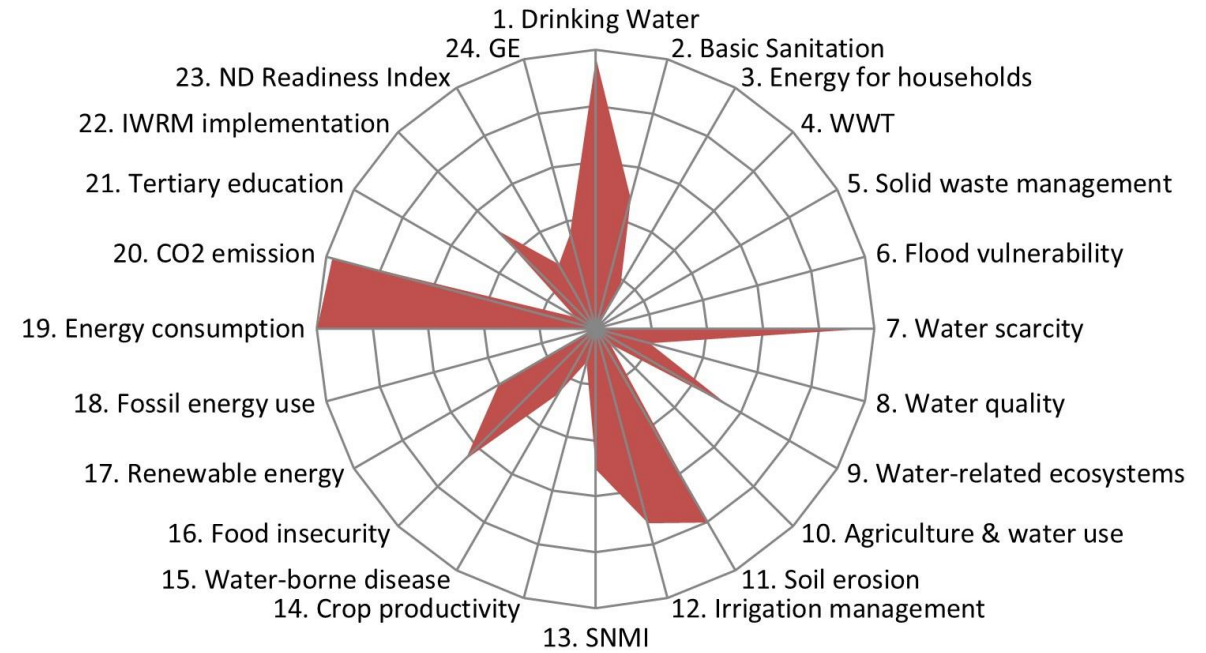 1. Drinking Water
2. Basic Sanitation
3. Energy for households
4. WWT
5. Solid waste management
6. Flood vulnerability
7. Water scarcity
8. Water quality
9. Water-related ecosystems
10. Agriculture & water use
11. Soil erosion
12. Irrigation management
13. SNMI
14. Crop productivity
15. Water-borne disease
16. Food insecurity
17. Renewable energy
18. Fossil energy use
19. Energy consumption
20. CO2 emission
21. Tertiary education
22. IWRM implementation
23. ND Readiness Index
24. GE